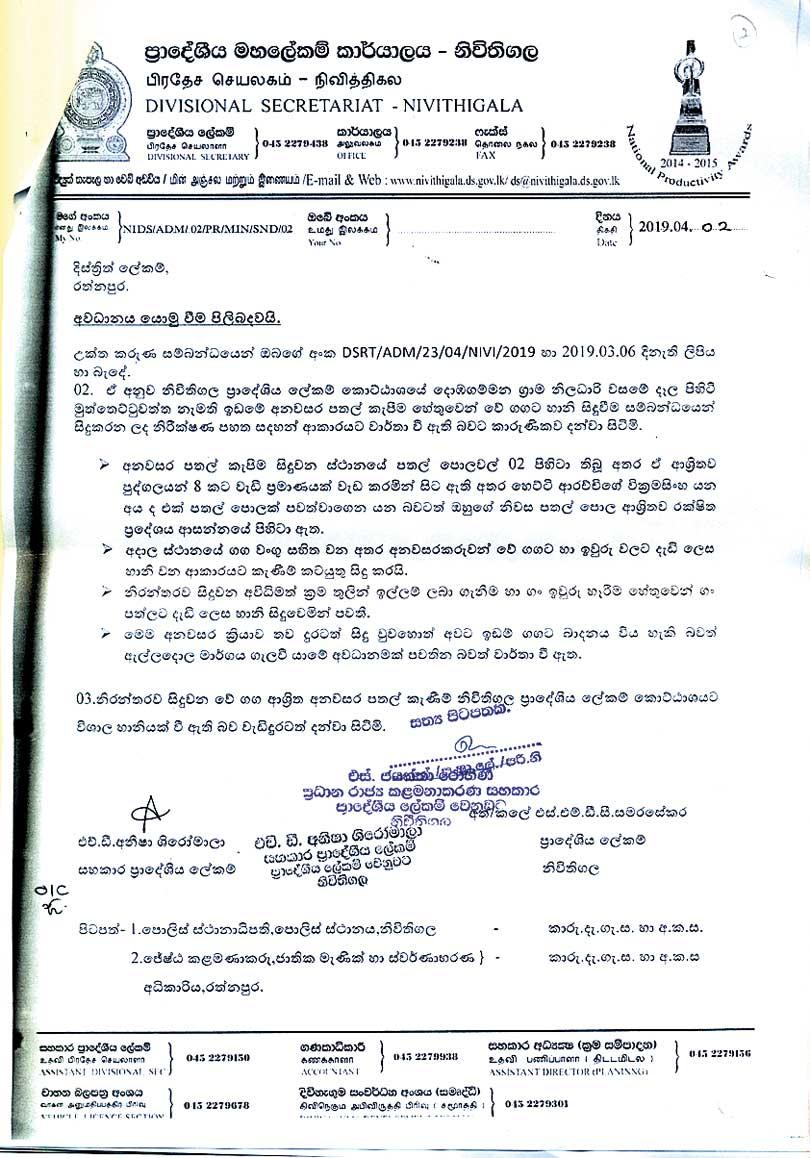 2
ප්‍රාදේශීය මහලේකම් කාර්යාලය - නිවිතිගල
பிரதேச செயலகம் - நிவித்திகல
DIVISIONAL SECRETARIAT - NIVITHIGALA
ප්‍රාදේශීය ලේකම්
பிரதேச செயலாளர்
DIVISIONAL SECRETARY } 045 2279438
කාර්යාලය
அலுவலகம்
OFFICE } 045 2279238
ෆැක්ස්
தொலை நகல
FAX } 045 2279238
2014 - 2015
National Productivity Awards
විද්‍යුත් තැපෑල හා වෙබ් අඩවිය / மின் அஞ்சல மற்றும் இணையம் /E-mail & Web : www.nivithigala.ds.gov.lk/ ds@nivithigala.ds.gov.lk
මගේ අංකය
எனது இலக்கம்
My No } NIDS/ADM/ 02/PR/MIN/SND/02
ඔබේ අංකය
உமது இலக்கம்
Your No }
දිනය
திகதி
Date } 2019.04. 02
දිස්ත්‍රික් ලේකම්,
රත්නපුර.
අවධානය යොමු වීම පිලිබදවයි.
උක්ත කරුණ සම්බන්ධයෙන් ඔබගේ අංක DSRT/ADM/23/04/NIVI/2019 හා 2019.03.06 දිනැති ලිපිය
හා බැදේ.
02. ඒ අනුව නිවිතිගල ප්‍රාදේශිය ලේකම් කොට්ඨාශයේ දොඹගම්මන ග්‍රාම නිලධාරි වසමේ දැල පිහිටි
මුත්තෙට්ටුවත්ත නැමති ඉඩමේ අනවසර පතල් කැපීම හේතුවෙන් වේ ගගට හානි සිදුවීම සම්බන්ධයෙන්
සිදුකරන ලද නිරීක්ෂණ පහත සදහන් ආකාරයට වාර්තා වී ඇති බවට කාරුණිකව දන්වා සිටිමි.
➢ අනවසර පතල් කැපීම සිදුවන ස්ථානයේ පතල් පොලවල් 02 පිහිටා තිබූ අතර ඒ ආශ්‍රිතව
පුද්ගලයන් 8 කට වැඩි ප්‍රමාණයක් වැඩ කරමින් සිට ඇති අතර හෙට්ටි ආරච්චිගේ වික්‍රමසිංහ යන
අය ද එක් පතල් පොලක් පවත්වාගෙන යන බවටත් ඔහුගේ නිවස පතල් පොල ආශ්‍රිතව රක්ෂිත
ප්‍රදේශය ආසන්නයේ පිහිටා ඇත.
➢ අදාල ස්ථානයේ ගග වංගු සහිත වන අතර අනවසරකරුවන් වේ ගගට හා ඉවුරු වලට දැඩි ලෙස
හානි වන ආකාරයට කැණීම් කටයුතු සිදු කරයි.
➢ නිරන්තරව සිදුවන අවිධිමත් ක්‍රම තුලින් ඉල්ලම් ලබා ගැනීම හා ගං ඉවුරු හෑරීම හේතුවෙන් ගං
පත්ලට දැඩි ලෙස හානි සිදුවෙමින් පවතී.
➢ මෙම අනවසර ක්‍රියාව තව දුරටත් සිදු වුවහොත් අවට ඉඩම් ගගට ඛාදනය විය හැකි බවත්
ඇල්ලදොල මාර්ගය ගැලවී යාමේ අවධානමක් පවතින බවත් වාර්තා වී ඇත.
03.නිරන්තරව සිදුවන වේ ගග ආශ්‍රිත අනවසර පතල් කැණීම් නිවිතිගල ප්‍රාදේශිය ලේකම් කොට්ඨාශයට
විශාල හානියක් වී ඇති බව වැඩිදුරටත් දන්වා සිටිමි.
සත්‍ය පිටපතකි.
එස්. ජයන්තා රෝහිණී
ප්‍රධාන රාජ්‍ය කළමනාකරණ සහකාර
ප්‍රාදේශීය ලේකම් වෙනුවට
නිවිතිගල
අත්/කලේ එස්.එම්.ඩී.සී.සමරසේකර
ප්‍රාදේශිය ලේකම්
නිවිතිගල
එච්.ඩී.අනිෂා ශිරෝමාලා
සහකාර ප්‍රාදේශිය ලේකම්
එච්. ඩී. අනිෂා ශිරෝමාලා
සහකාර ප්‍රාදේශීය ලේකම්
ප්‍රාදේශීය ලේකම් වෙනුවට
නිවිතිගල
OIC
පිටපත්- 1.පොලිස් ස්ථානාධිපති,පොලිස් ස්ථානය,නිවිතිගල - කාරු.දැ.ගැ.ස. හා අ.ක.ස.
2.ජේෂ්ඨ කළමණාකරු,ජාතික මැණික් හා ස්වර්ණාභරණ } - කාරු.දැ.ගැ.ස. හා අ.ක.ස
අධිකාරිය,රත්නපුර.
සහකාර ප්‍රාදේශීය ලේකම්
உதவி பிரதேச செயலாளர்
ASSISTANT DIVISIONAL SEC } 045 2279150
ගණකාධිකාරී
கணக்காளர்
ACCOUNTANT } 045 2279938
සහකාර අධ්‍යක්ෂ (ක්‍රම සම්පාදන)
உதவி பணிப்பாளர் ( திட்டமிடல )
ASSISTANT DIRECTOR (PLANINNG) } 045 2279156
වාහන බලපත්‍ර අංශය
வாகன அனுமதிப்பத்திர பிரிவு
VEHICLE LICENCE SECTION } 045 2279678
දිවිනැගුම සංවර්ධන අංශය (සමෘද්ධි)
திவிநெகும அபிவிருத்தி பிரிவு ( சமுர்த்தி ) } 045 2279301